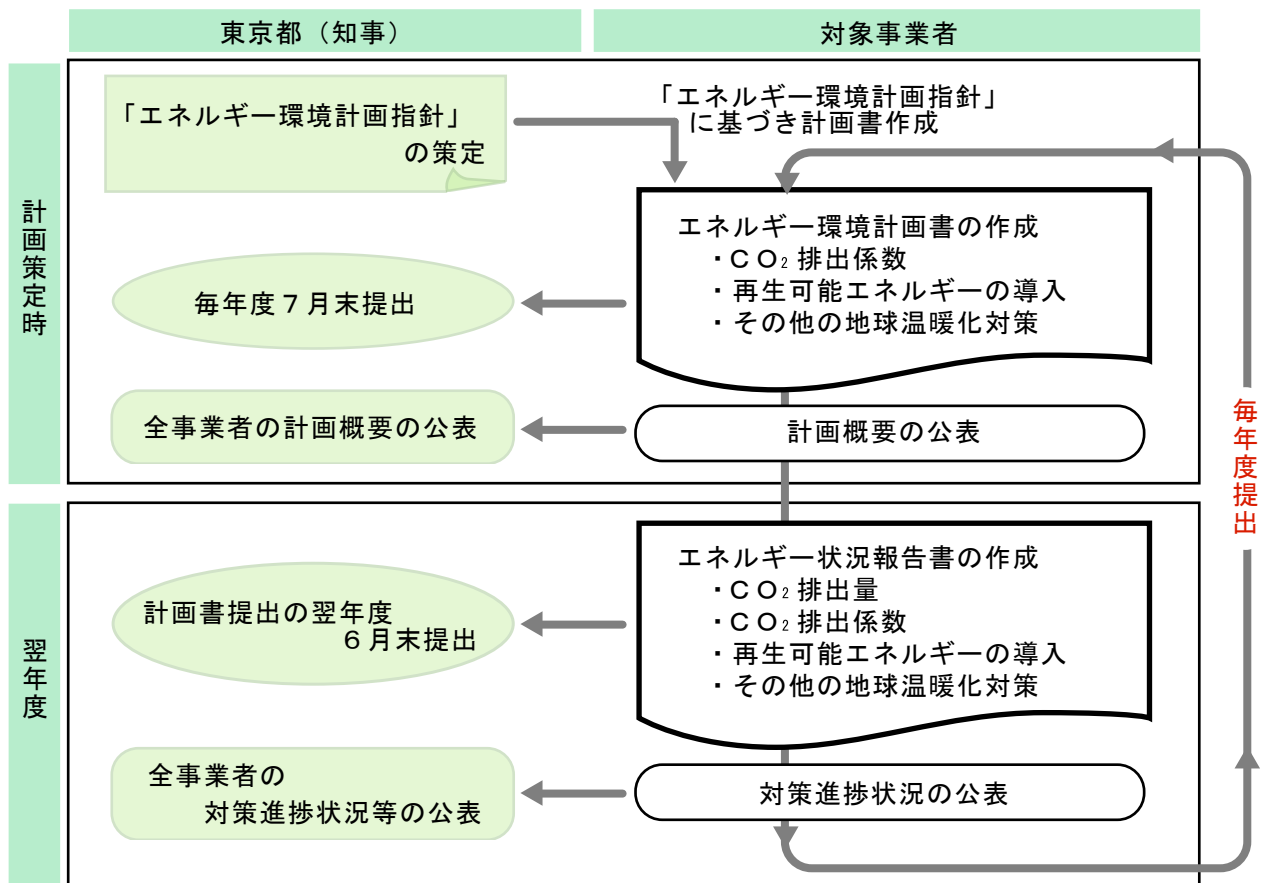 東京都（知事）
対象事業者
計画策定時
「エネルギー環境計画指針」
の策定
「エネルギー環境計画指針」
に基づき計画書作成
エネルギー環境計画書の作成
・ＣＯ₂排出係数
・再生可能エネルギーの導入
・その他の地球温暖化対策
毎年度７月末提出
全事業者の計画概要の公表
計画概要の公表
毎年度提出
翌年度
エネルギー状況報告書の作成
・ＣＯ₂排出量
・ＣＯ₂排出係数
・再生可能エネルギーの導入
・その他の地球温暖化対策
計画書提出の翌年度
６月末提出
全事業者の
対策進捗状況等の公表
対策進捗状況の公表